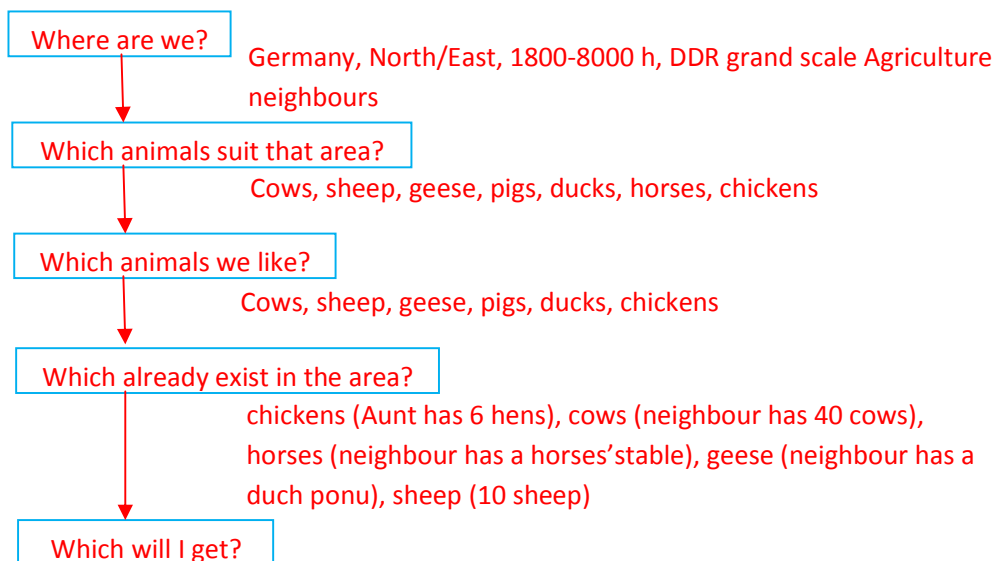 Where are we?
Germany, North/East, 1800-8000 h, DDR grand scale Agriculture
neighbours
Which animals suit that area?
Cows, sheep, geese, pigs, ducks, horses, chickens
Which animals we like?
Cows, sheep, geese, pigs, ducks, chickens
Which already exist in the area?
chickens (Aunt has 6 hens), cows (neighbour has 40 cows),
horses (neighbour has a horses'stable), geese (neighbour has a
duch ponu), sheep (10 sheep)
Which will I get?